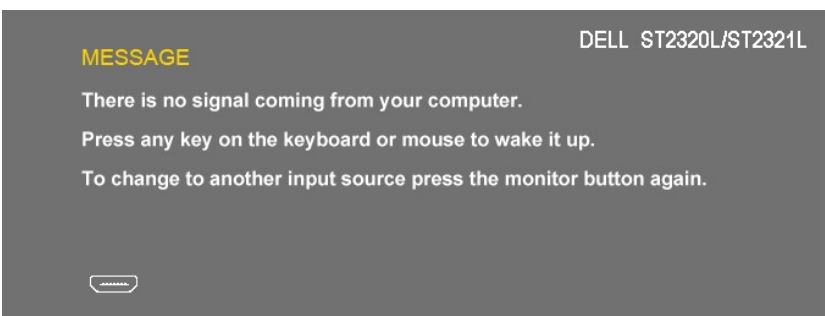 DELL ST2320L/ST2321L
MESSAGE
There is no signal coming from your computer.
Press any key on the keyboard or mouse to wake it up.
To change to another input source press the monitor button again.